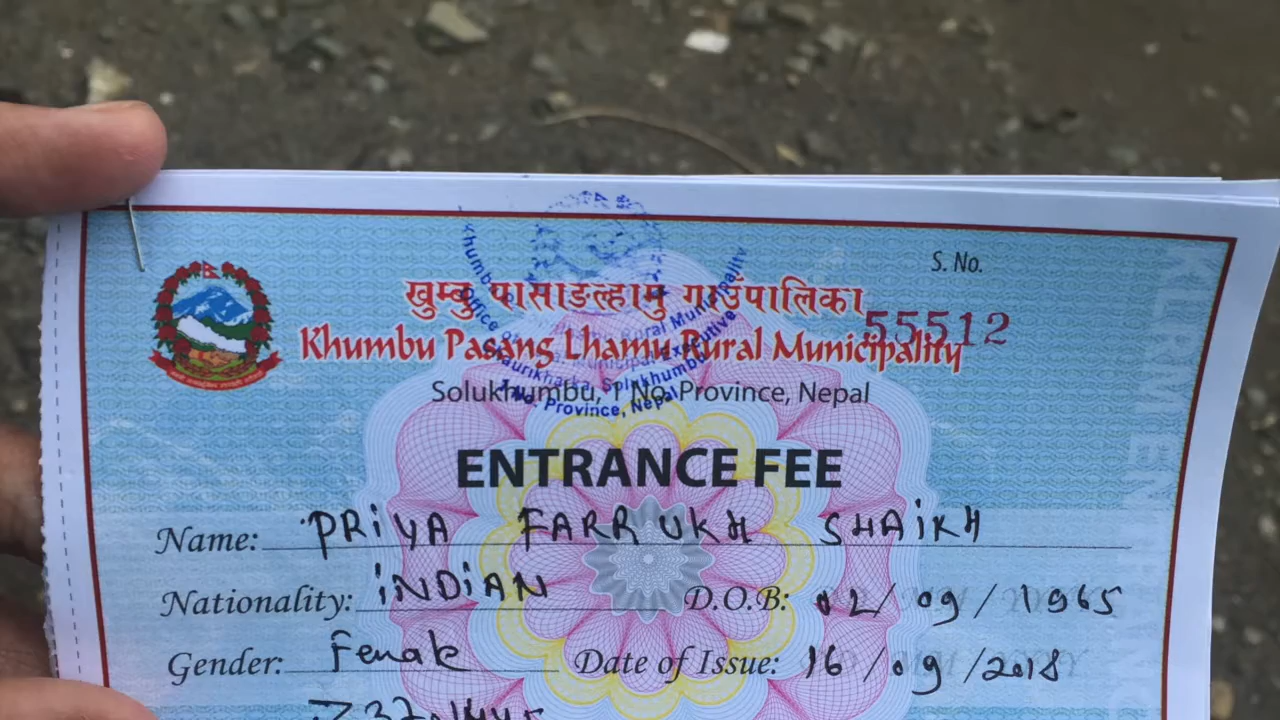 S. No.
खुम्बु पासाङल्हामु गाउँपालिका
55512
Khumbu Pasang Lhamu Rural Municipality
Solukhumbu, 1 No. Province, Nepal
ENTRANCE FEE
Name: PRiYA FARRUKH SHAiKH
Nationality: iNDiAN D.O.B: 02/09/1965
Gender: Female Date of Issue: 16/09/2018